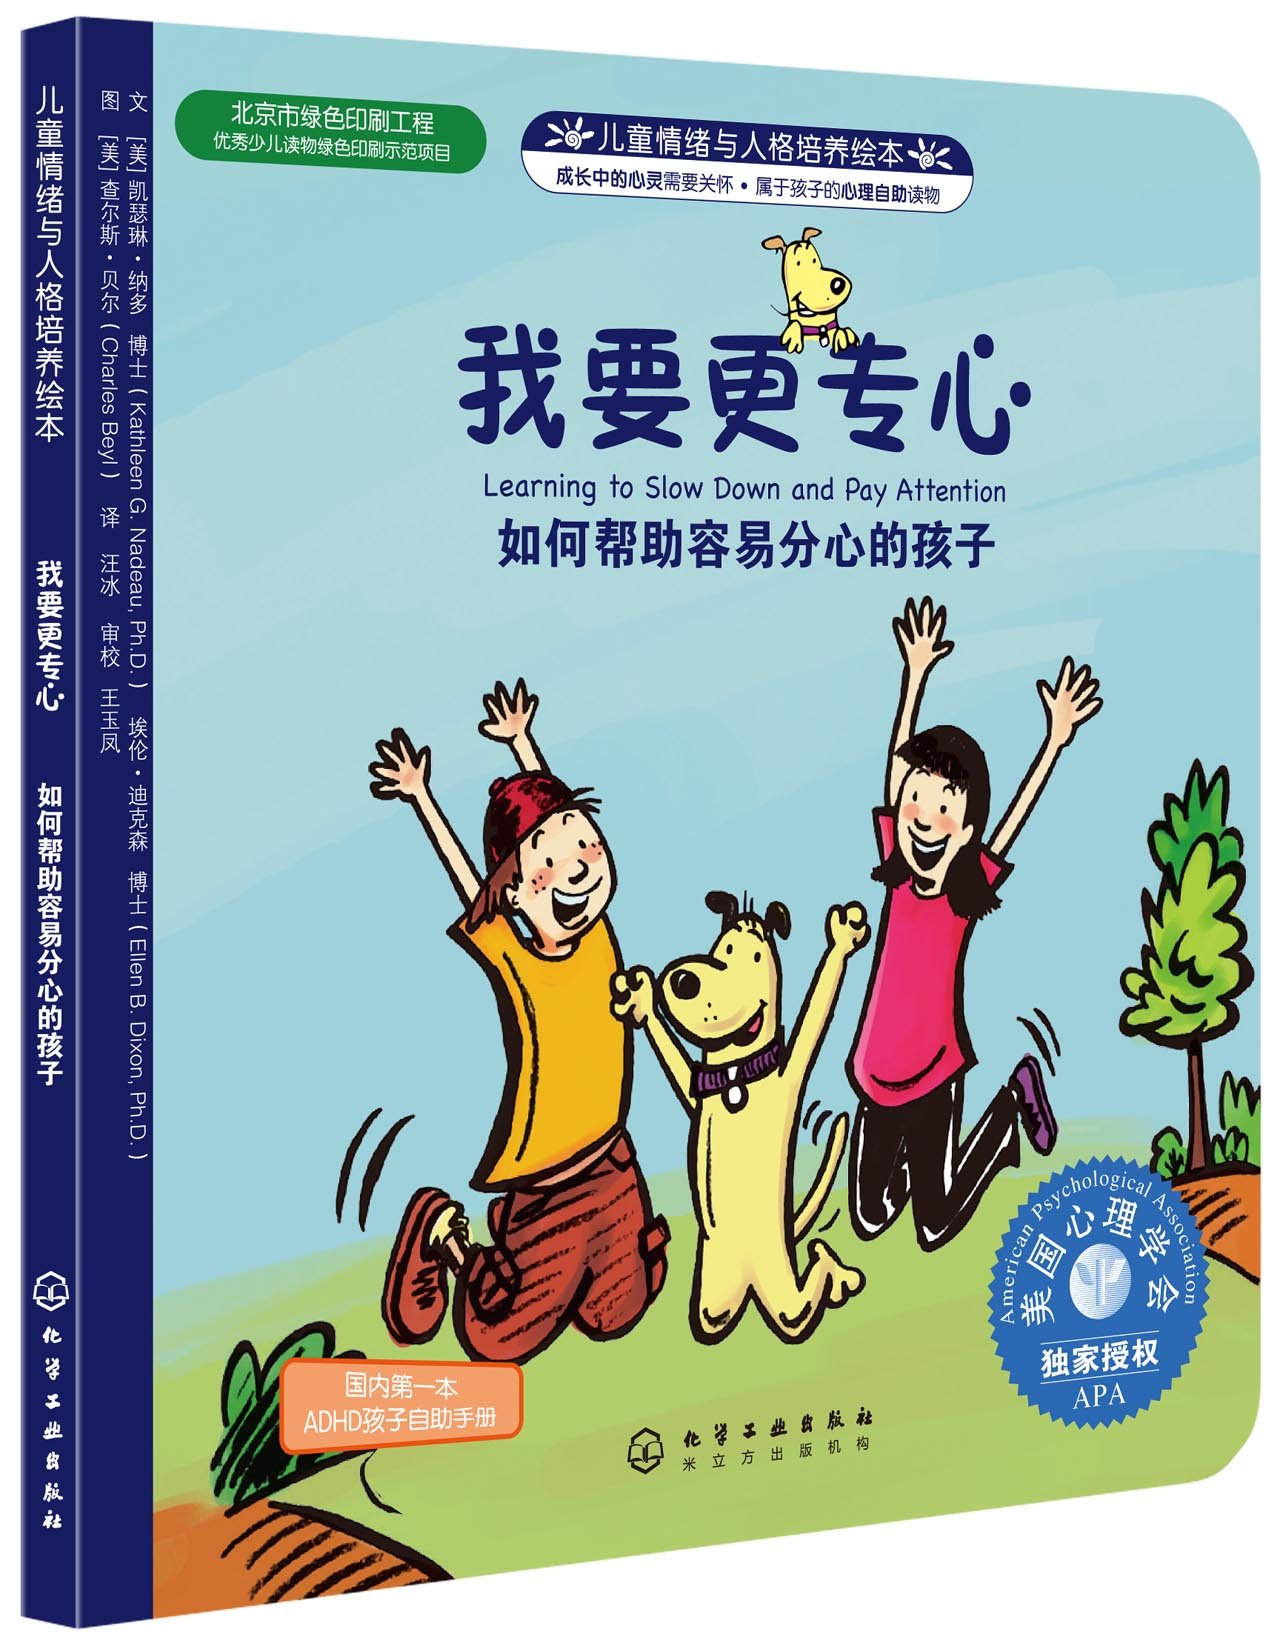 儿童情绪与人格培养绘本
我要更专心
如何帮助容易分心的孩子
化学工业出版社
文 [美] 凯瑟琳·纳多 博士 ( Kathleen G. Nadeau, Ph.D. ) 埃伦·迪克森 博士 ( Ellen B. Dixon, Ph.D. )
图 [美] 查尔斯·贝尔 ( Charles Beyl ) 译 汪冰 审校 王玉凤
北京市绿色印刷工程
优秀少儿读物绿色印刷示范项目
儿童情绪与人格培养绘本
成长中的心灵需要关怀·属于孩子的心理自助读物
我要更专心
Learning to Slow Down and Pay Attention
如何帮助容易分心的孩子
American Psychological Association
美国心理学会
独家授权
APA
国内第一本
ADHD孩子自助手册
化学工业出版社
米立方出版机构